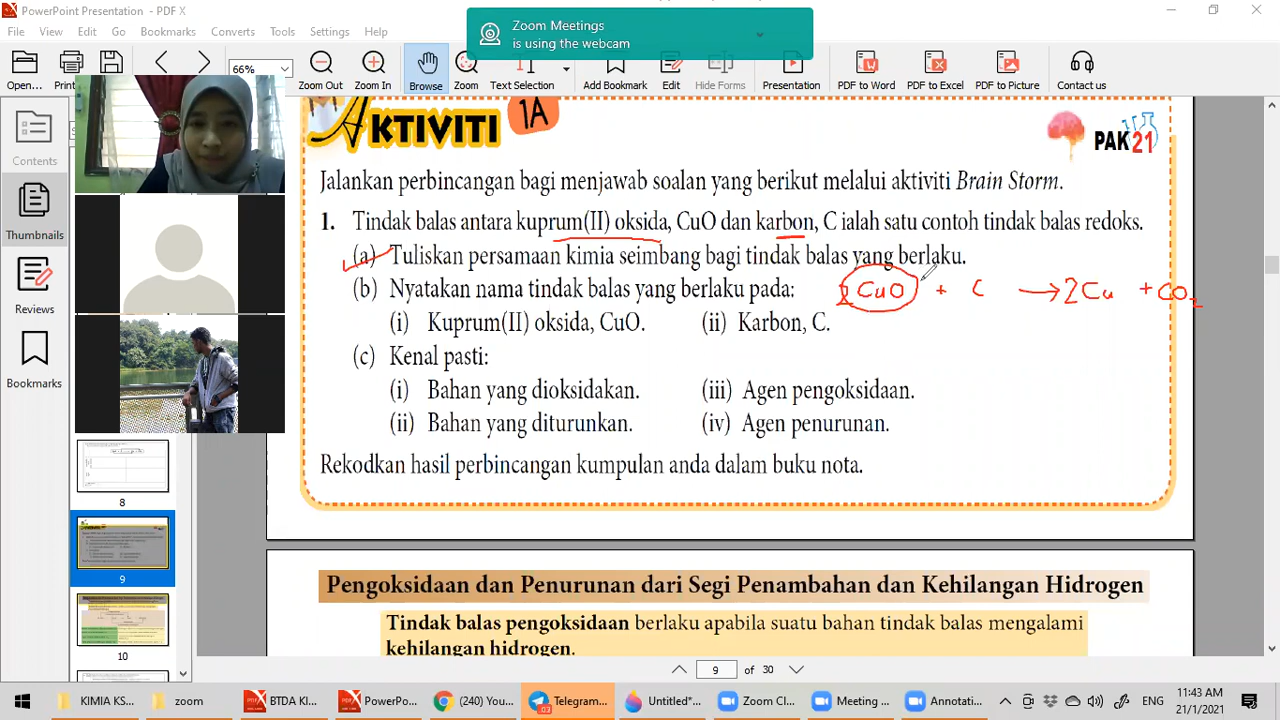 PowerPoint Presentation - PDF X
Zoom Meetings
is using the webcam
File View Edit Go Bookmarks Converts Tools Settings Help
66%
Open... Print Previous Zoom Out Zoom In Browse Zoom Text Selection Add Bookmark Edit Hide Forms Presentation PDF to Word PDF to Excel PDF to Picture Contact us
Contents
Reviews
Thumbnails
Notes
Bookmarks
8
9
10
AKTIVITI 1A
PAK 21
Jalankan perbincangan bagi menjawab soalan yang berikut melalui aktiviti Brain Storm.
1. Tindak balas antara kuprum(II) oksida, CuO dan karbon, C ialah satu contoh tindak balas redoks.
(a) Tuliskan persamaan kimia seimbang bagi tindak balas yang berlaku.
(b) Nyatakan nama tindak balas yang berlaku pada:
2CuO + C → 2Cu + CO2
(i) Kuprum(II) oksida, CuO. (ii) Karbon, C.
(c) Kenal pasti:
(i) Bahan yang dioksidakan. (iii) Agen pengoksidaan.
(ii) Bahan yang diturunkan. (iv) Agen penurunan.
Rekodkan hasil perbincangan kumpulan anda dalam buku nota.
Pengoksidaan dan Penurunan dari Segi Penambahan dan Kehilangan Hidrogen
Tindak balas pengoksidaan berlaku apabila suatu bahan tindak balas mengalami
kehilangan hidrogen.
9 of 30
KIMIA KS... zoom BTDA KI... PowerPo... (240) You... Telegram... 03 Untitled*... Zoom Cl... Meeting ... Annotati...
ENG
11:43 AM
21/1/2021